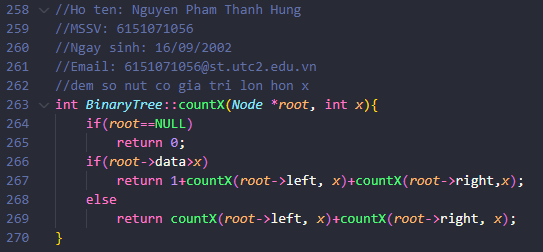 258 //Ho ten: Nguyen Pham Thanh Hung
259 //MSSV: 6151071056
260 //Ngay sinh: 16/09/2002
261 //Email: 6151071056@st.utc2.edu.vn
262 //dem so nut co gia tri lon hon x
263 int BinaryTree::countX(Node *root, int x){
264 if(root==NULL)
265 return 0;
266 if(root->data>x)
267 return 1+countX(root->left, x)+countX(root->right,x);
268 else
269 return countX(root->left, x)+countX(root->right, x);
270 }